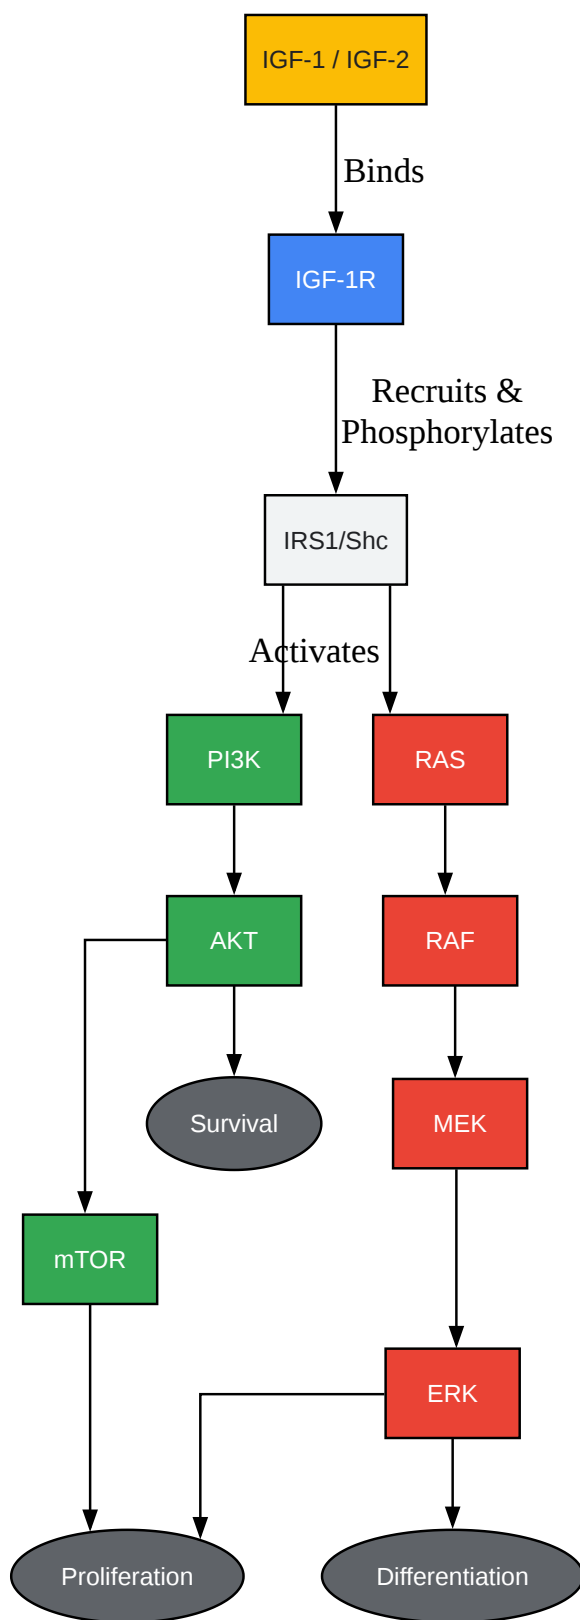 IGF-1 / IGF-2
Binds
IGF-1R
Recruits &
Phosphorylates
IRS1/Shc
Activates
PI3K
RAS
AKT
RAF
Survival
MEK
mTOR
ERK
Proliferation
Differentiation